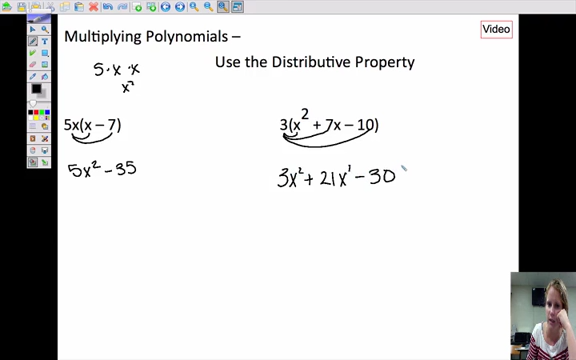 Multiplying Polynomials –
Video
5·x·x
x²
Use the Distributive Property
5x(x – 7)
3(x² + 7x – 10)
5x² – 35
3x² + 21x¹ – 30